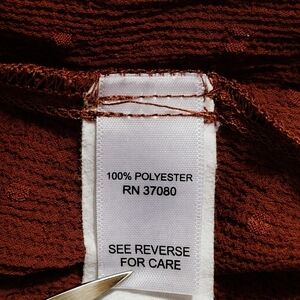 100% POLYESTER
RN 37080
SEE REVERSE
FOR CARE